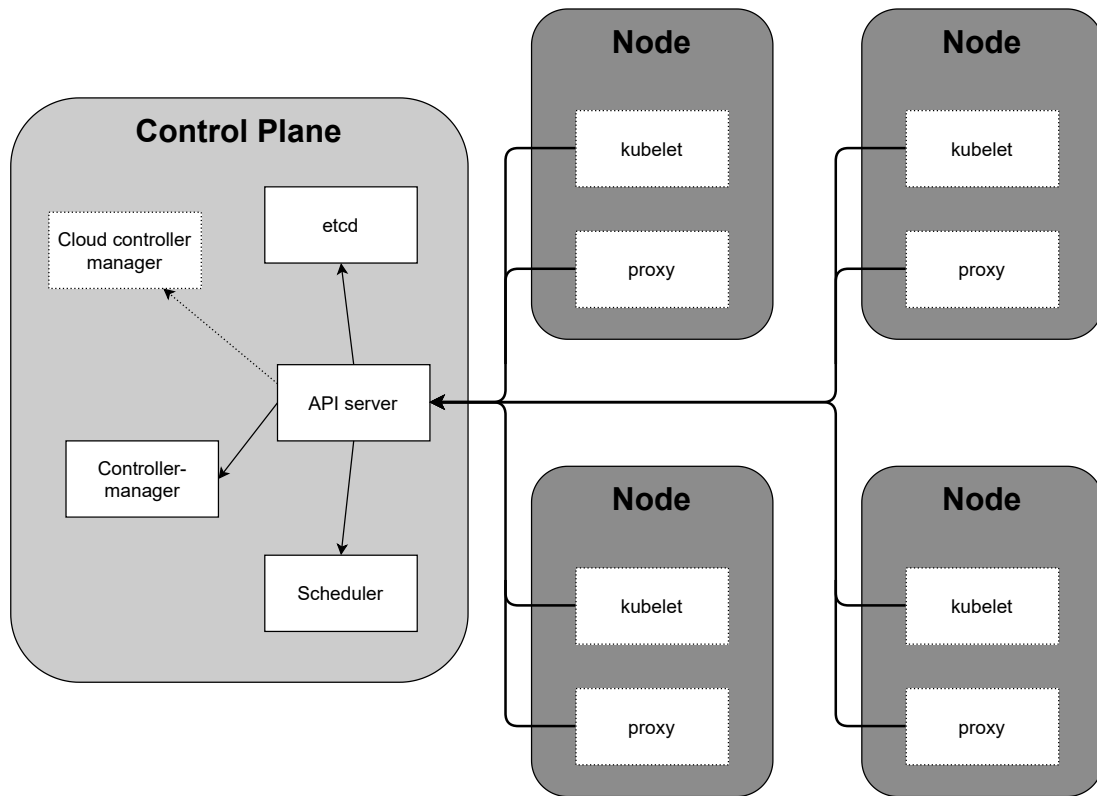 Control Plane
Cloud controller
manager
etcd
API server
Controller-
manager
Scheduler
Node
kubelet
proxy
Node
kubelet
proxy
Node
kubelet
proxy
Node
kubelet
proxy